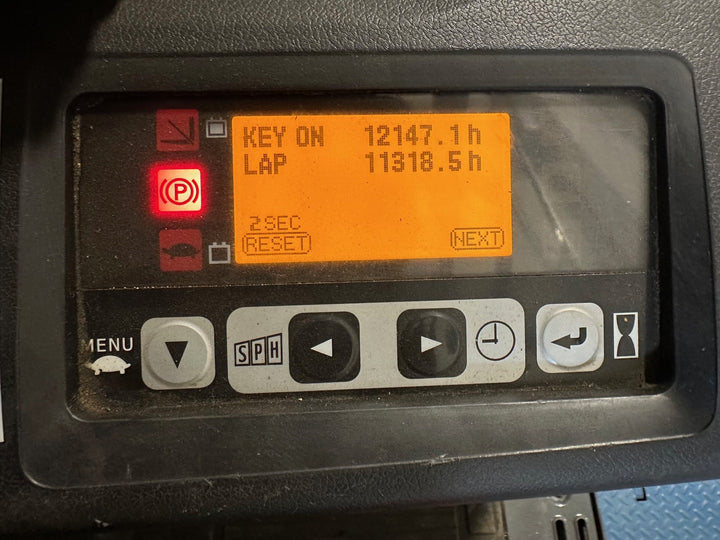 KEY ON 12147.1h
LAP 11318.5h
P
2SEC
RESET NEXT
MENU
SPH